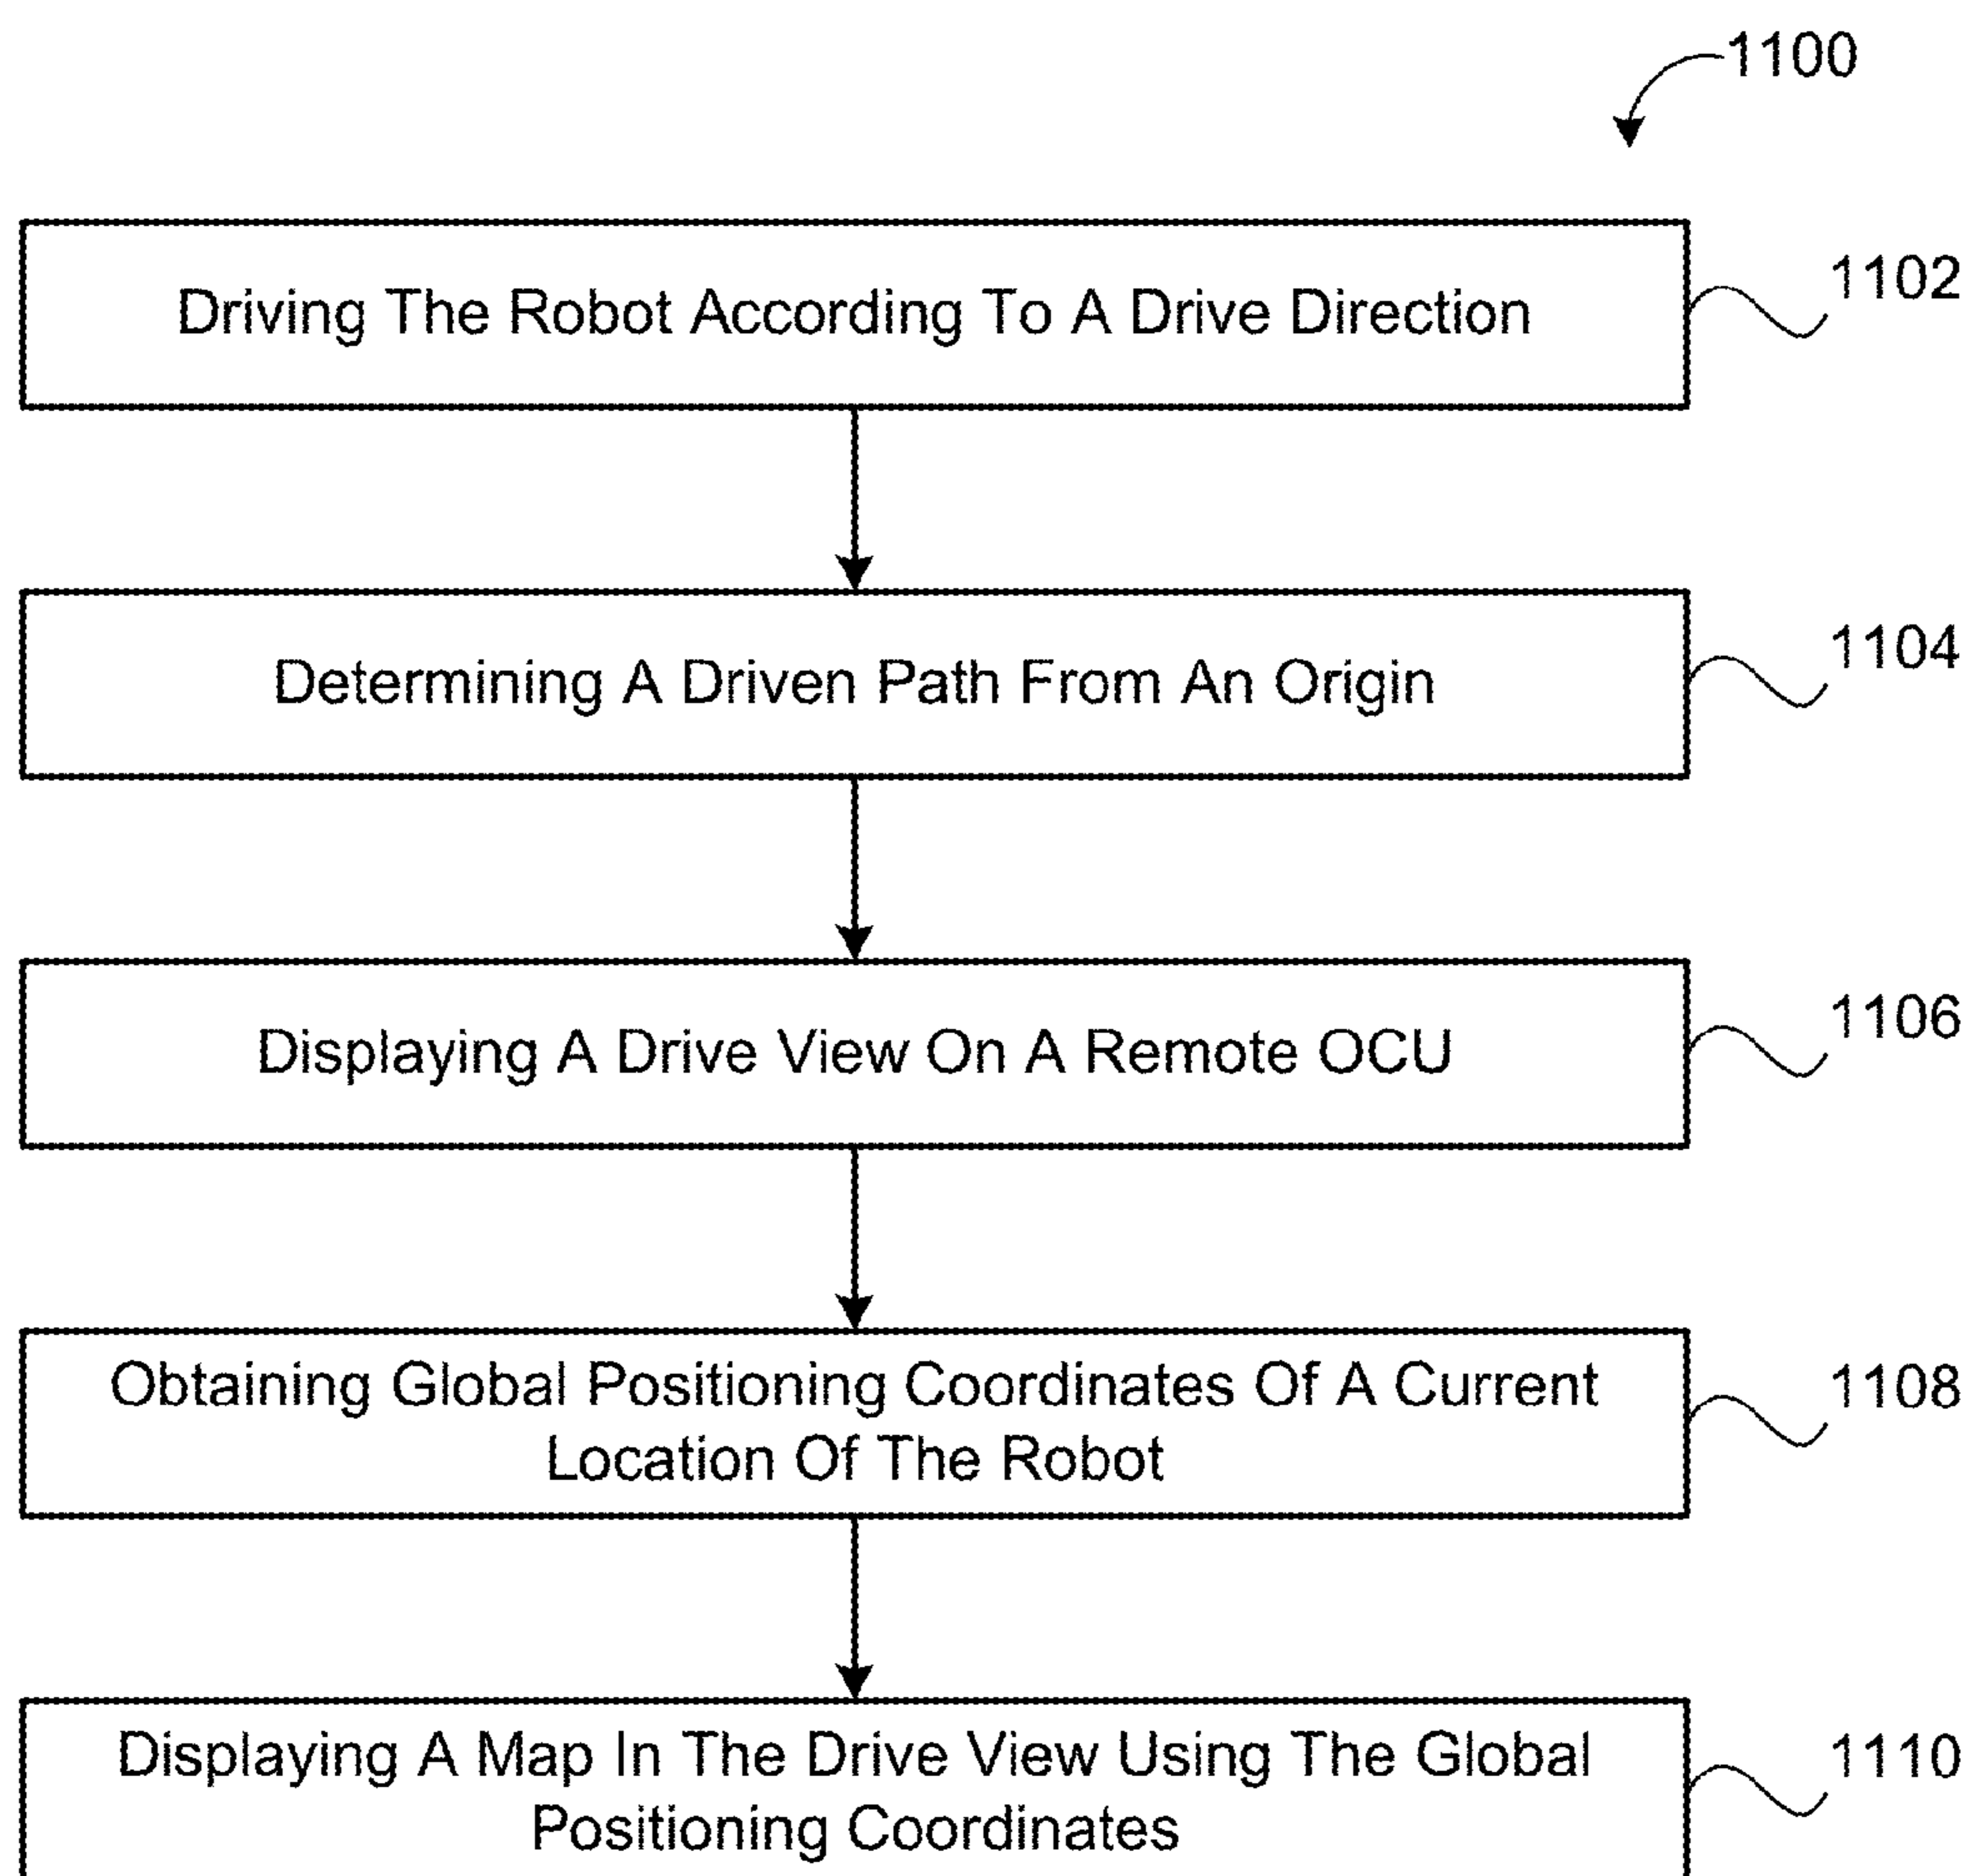 1100
Driving The Robot According To A Drive Direction
1102
Determining A Driven Path From An Origin
1104
Displaying A Drive View On A Remote OCU
1106
Obtaining Global Positioning Coordinates Of A Current
Location Of The Robot
1108
Displaying A Map In The Drive View Using The Global
Positioning Coordinates
1110